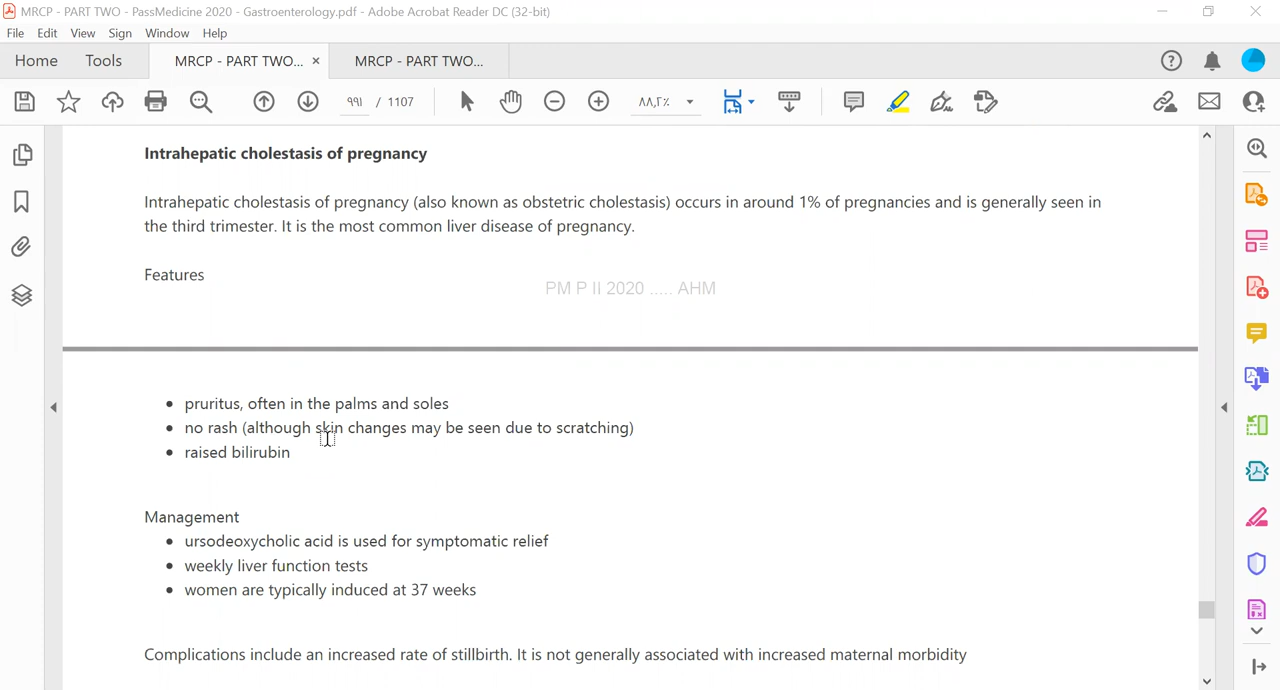 MRCP - PART TWO - PassMedicine 2020 - Gastroenterology.pdf - Adobe Acrobat Reader DC (32-bit)
File Edit View Sign Window Help
Home Tools MRCP - PART TWO... × MRCP - PART TWO...
٩٩١ / 1107 ٨٨,٢٪
Intrahepatic cholestasis of pregnancy
Intrahepatic cholestasis of pregnancy (also known as obstetric cholestasis) occurs in around 1% of pregnancies and is generally seen in
the third trimester. It is the most common liver disease of pregnancy.
Features
PM P II 2020 ..... AHM
• pruritus, often in the palms and soles
• no rash (although skin changes may be seen due to scratching)
• raised bilirubin
Management
• ursodeoxycholic acid is used for symptomatic relief
• weekly liver function tests
• women are typically induced at 37 weeks
Complications include an increased rate of stillbirth. It is not generally associated with increased maternal morbidity